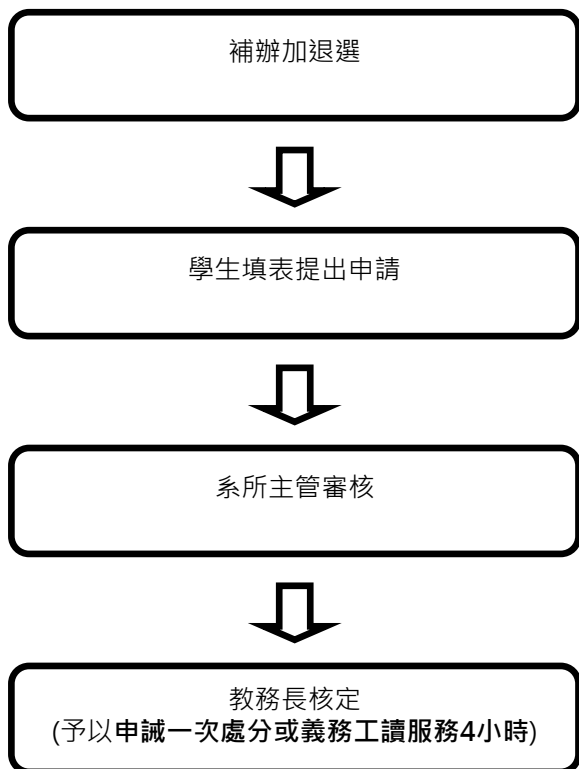 補辦加退選
學生填表提出申請
系所主管審核
教務長核定
(予以申誡一次處分或義務工讀服務4小時)